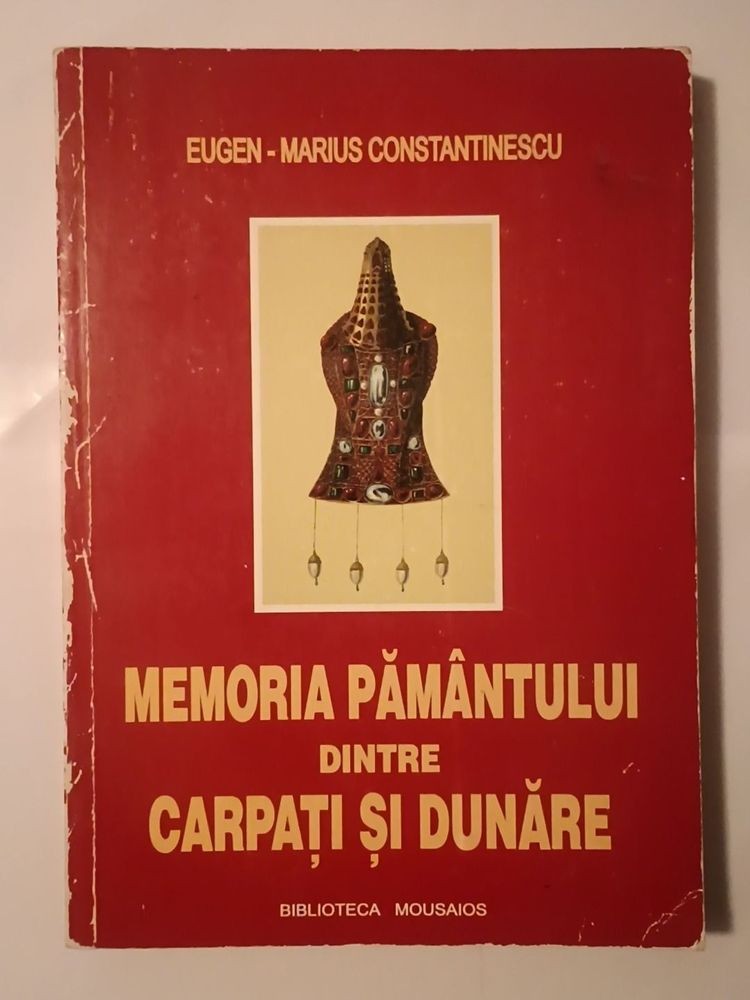 EUGEN - MARIUS CONSTANTINESCU
MEMORIA PĂMÂNTULUI
DINTRE
CARPAȚI ȘI DUNĂRE
BIBLIOTECA MOUSAIOS